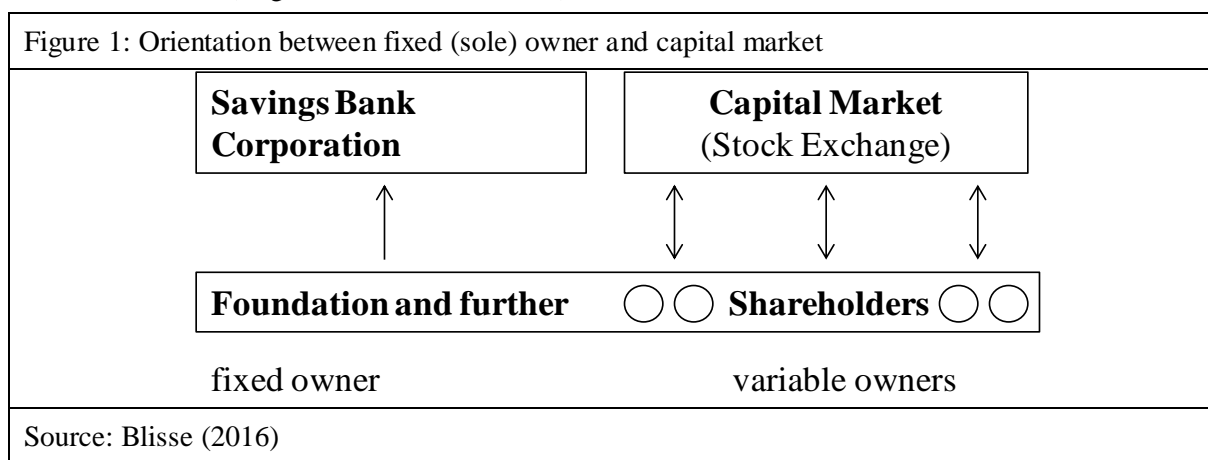 Figure 1: Orientation between fixed (sole) owner and capital market
Savings Bank
Corporation
Capital Market
(Stock Exchange)
Foundation and further
Shareholders
fixed owner
variable owners
Source: Blisse (2016)